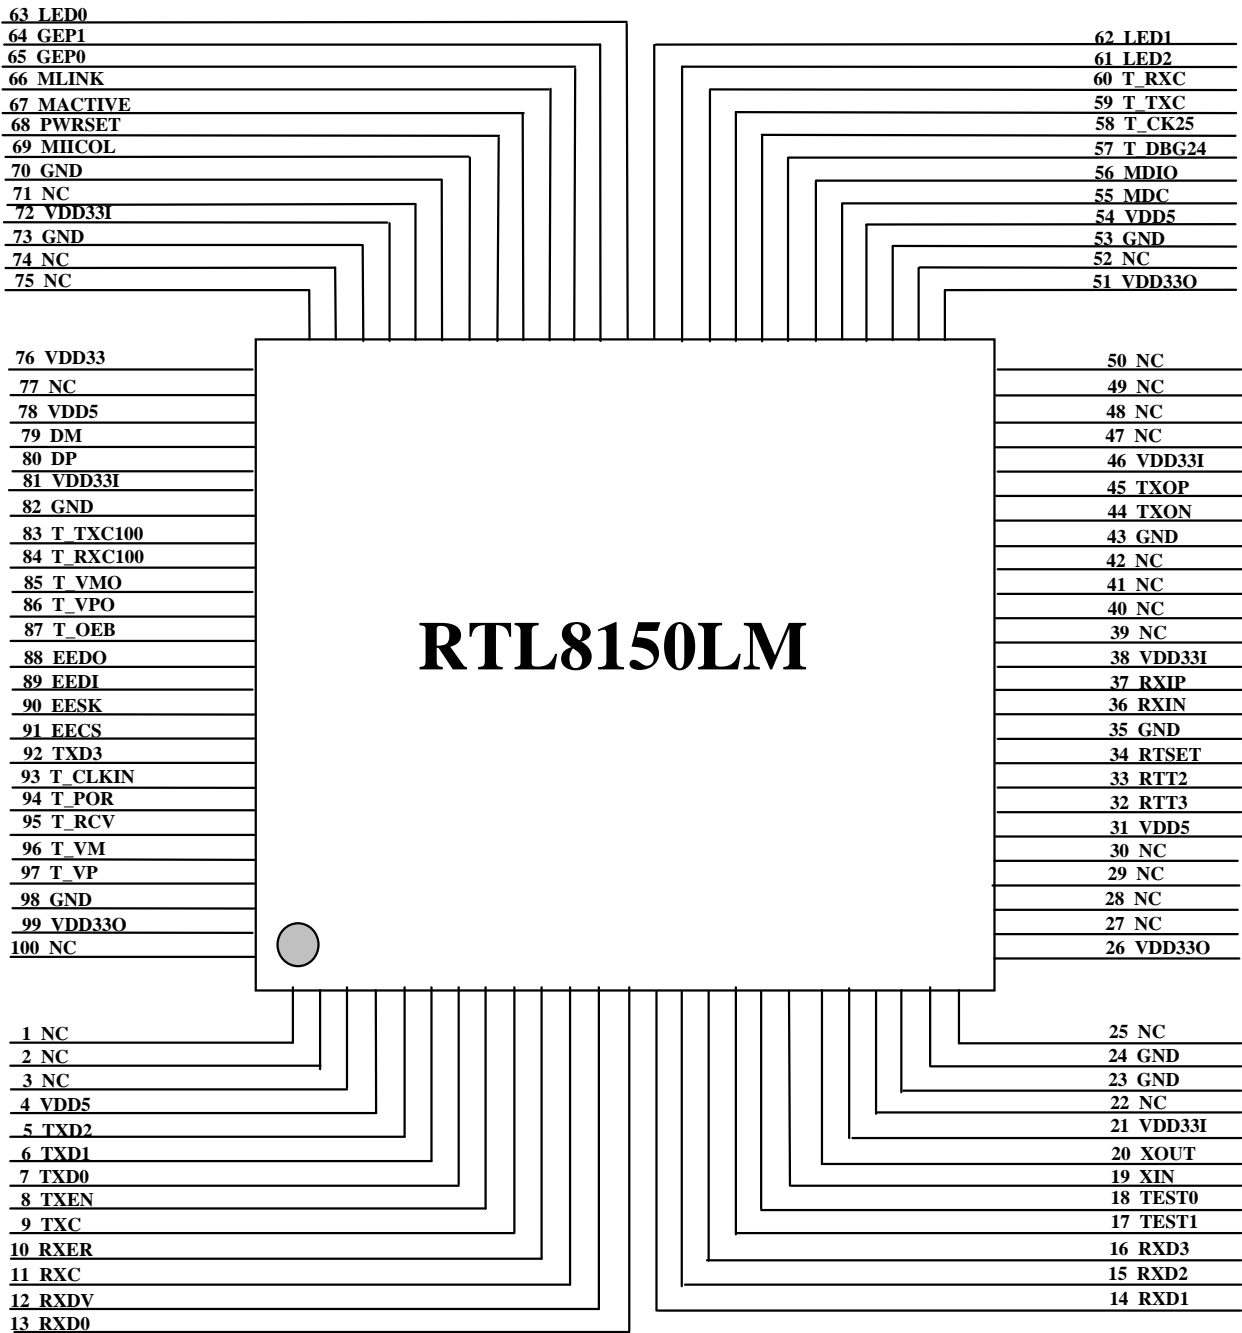 63 LED0
64 GEP1
65 GEP0
66 MLINK
67 MACTIVE
68 PWRSET
69 MIICOL
70 GND
71 NC
72 VDD33I
73 GND
74 NC
75 NC
62 LED1
61 LED2
60 T_RXC
59 T_TXC
58 T_CK25
57 T_DBG24
56 MDIO
55 MDC
54 VDD5
53 GND
52 NC
51 VDD33O
76 VDD33
77 NC
78 VDD5
79 DM
80 DP
81 VDD33I
82 GND
83 T_TXC100
84 T_RXC100
85 T_VMO
86 T_VPO
87 T_OEB
88 EEDO
89 EEDI
90 EESK
91 EECS
92 TXD3
93 T_CLKIN
94 T_POR
95 T_RCV
96 T_VM
97 T_VP
98 GND
99 VDD33O
100 NC
RTL8150LM
50 NC
49 NC
48 NC
47 NC
46 VDD33I
45 TXOP
44 TXON
43 GND
42 NC
41 NC
40 NC
39 NC
38 VDD33I
37 RXIP
36 RXIN
35 GND
34 RTSET
33 RTT2
32 RTT3
31 VDD5
30 NC
29 NC
28 NC
27 NC
26 VDD33O
1 NC
2 NC
3 NC
4 VDD5
5 TXD2
6 TXD1
7 TXD0
8 TXEN
9 TXC
10 RXER
11 RXC
12 RXDV
13 RXD0
25 NC
24 GND
23 GND
22 NC
21 VDD33I
20 XOUT
19 XIN
18 TEST0
17 TEST1
16 RXD3
15 RXD2
14 RXD1